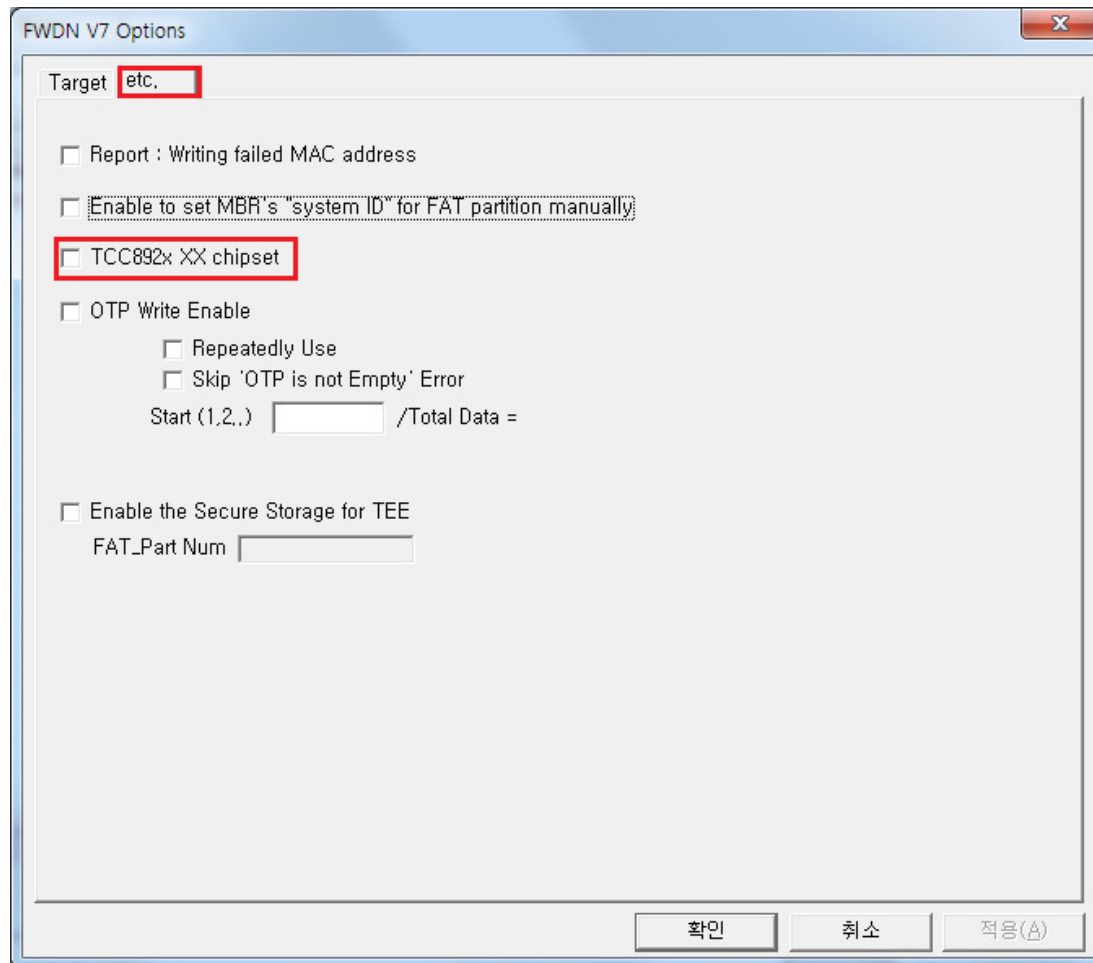 FWDN V7 Options
Target etc.
Report : Writing failed MAC address
Enable to set MBR's "system ID" for FAT partition manually
TCC892x XX chipset
OTP Write Enable
Repeatedly Use
Skip 'OTP is not Empty' Error
Start (1,2,.) /Total Data =
Enable the Secure Storage for TEE
FAT_Part Num
확인 취소 적용(A)